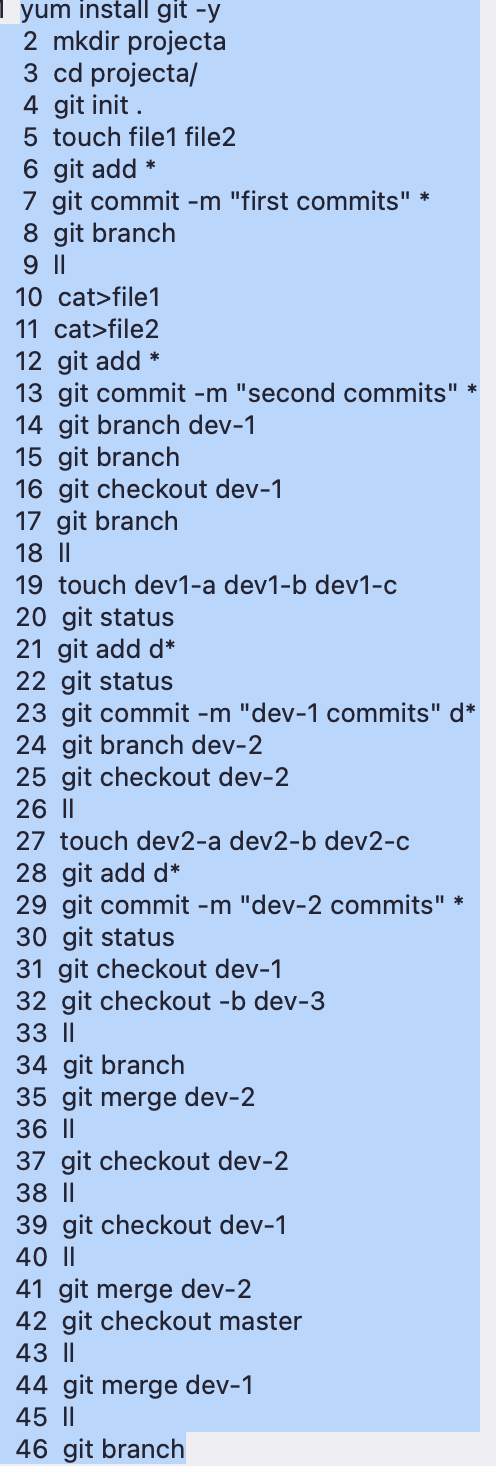 1 yum install git -y
2 mkdir projecta
3 cd projecta/
4 git init .
5 touch file1 file2
6 git add *
7 git commit -m "first commits" *
8 git branch
9 ll
10 cat>file1
11 cat>file2
12 git add *
13 git commit -m "second commits" *
14 git branch dev-1
15 git branch
16 git checkout dev-1
17 git branch
18 ll
19 touch dev1-a dev1-b dev1-c
20 git status
21 git add d*
22 git status
23 git commit -m "dev-1 commits" d*
24 git branch dev-2
25 git checkout dev-2
26 ll
27 touch dev2-a dev2-b dev2-c
28 git add d*
29 git commit -m "dev-2 commits" *
30 git status
31 git checkout dev-1
32 git checkout -b dev-3
33 ll
34 git branch
35 git merge dev-2
36 ll
37 git checkout dev-2
38 ll
39 git checkout dev-1
40 ll
41 git merge dev-2
42 git checkout master
43 ll
44 git merge dev-1
45 ll
46 git branch